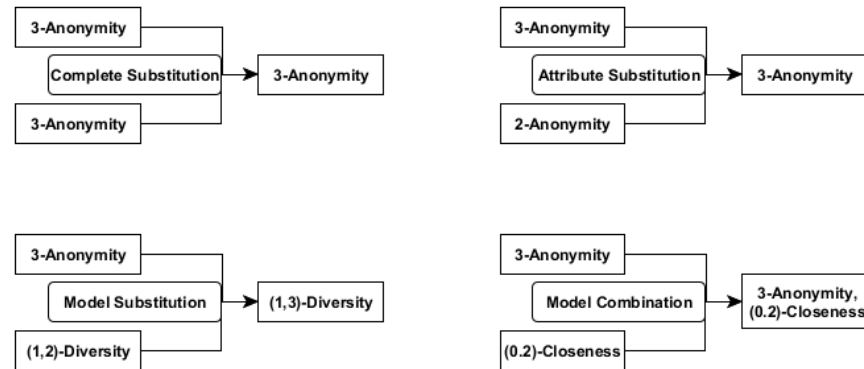 3-Anonymity
Complete Substitution
3-Anonymity
3-Anonymity
3-Anonymity
Attribute Substitution
3-Anonymity
2-Anonymity
3-Anonymity
Model Substitution
(1,3)-Diversity
(1,2)-Diversity
3-Anonymity
Model Combination
3-Anonymity,
(0.2)-Closeness
(0.2)-Closeness